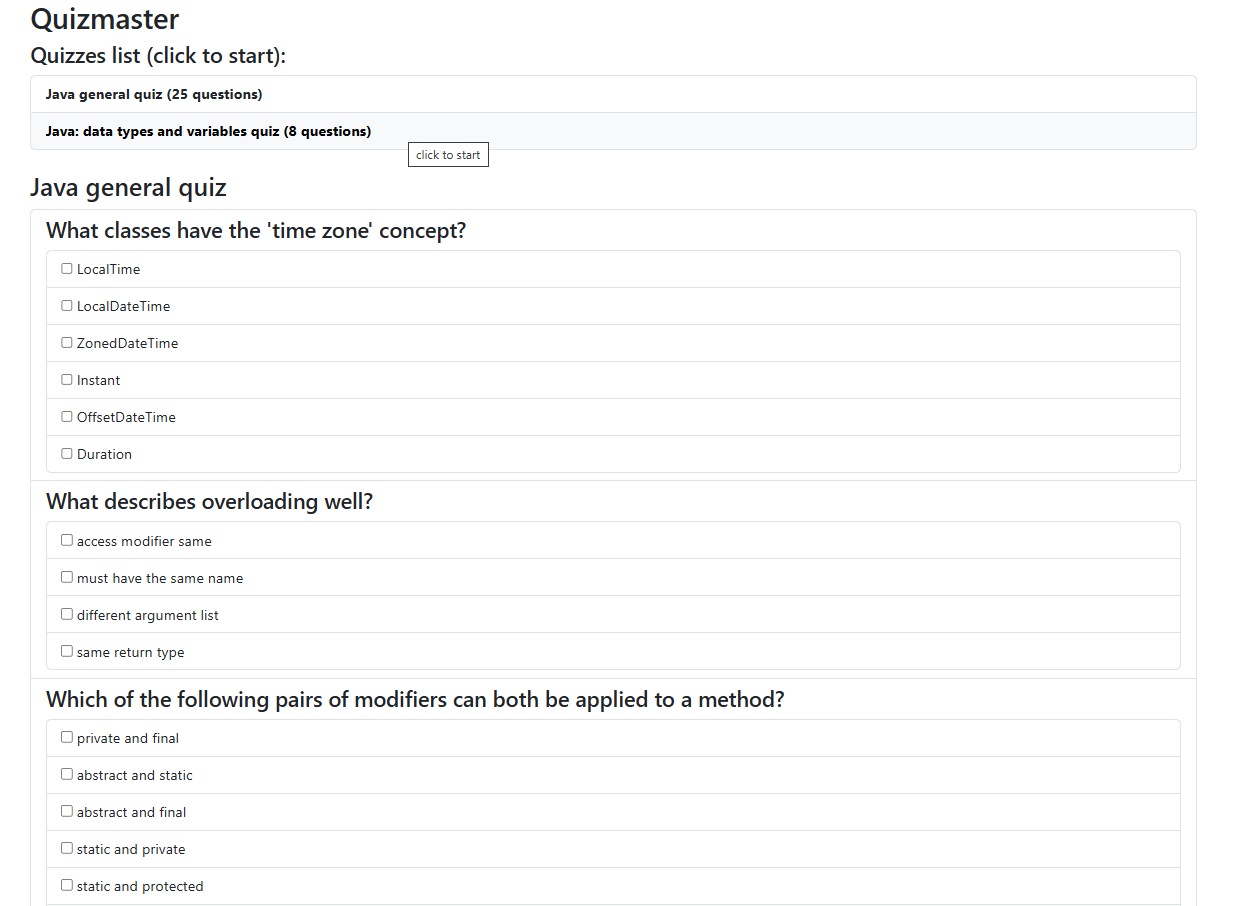 Quizmaster
Quizzes list (click to start):
Java general quiz (25 questions)
Java: data types and variables quiz (8 questions)
click to start
Java general quiz
What classes have the 'time zone' concept?
LocalTime
LocalDateTime
ZonedDateTime
Instant
OffsetDateTime
Duration
What describes overloading well?
access modifier same
must have the same name
different argument list
same return type
Which of the following pairs of modifiers can both be applied to a method?
private and final
abstract and static
abstract and final
static and private
static and protected